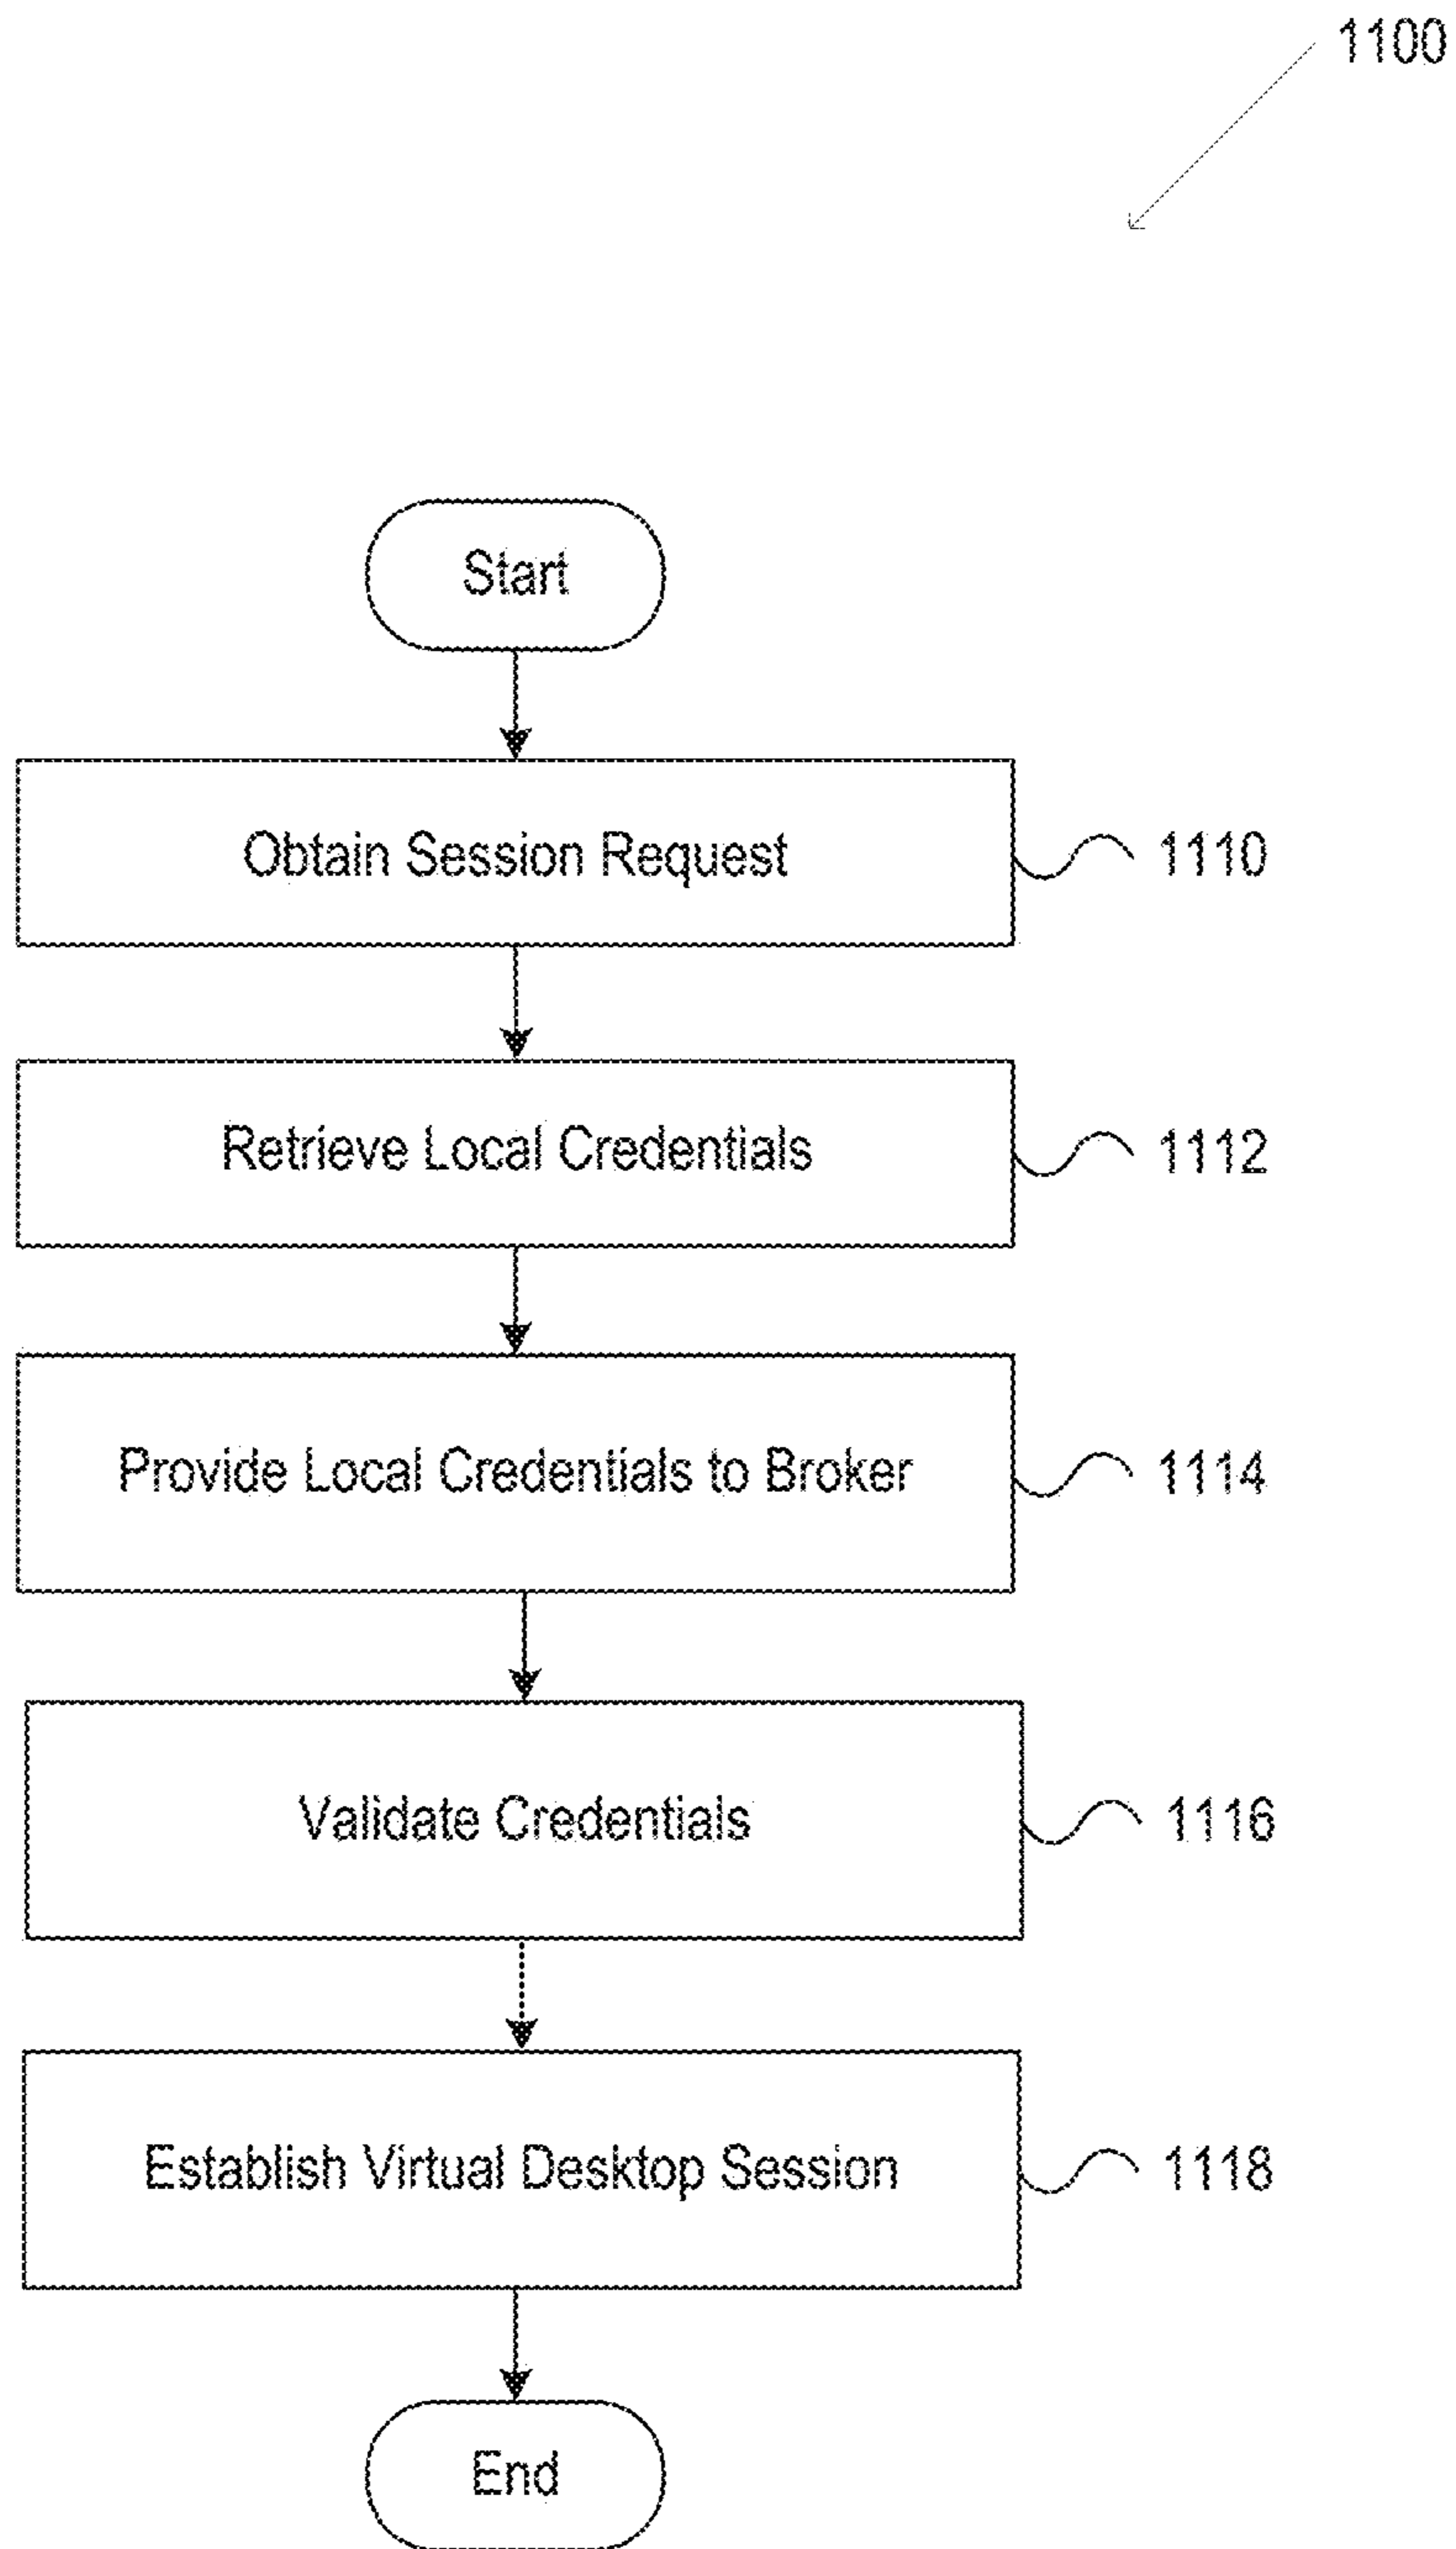 1100
Start
Obtain Session Request 1110
Retrieve Local Credentials 1112
Provide Local Credentials to Broker 1114
Validate Credentials 1116
Establish Virtual Desktop Session 1118
End